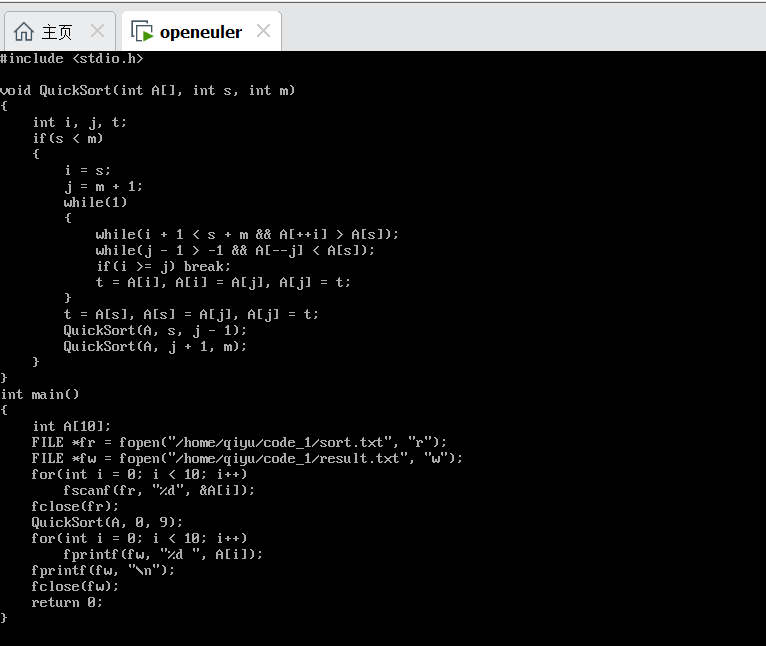 主页
openeuler
#include <stdio.h>

void QuickSort(int A[], int s, int m)
{
    int i, j, t;
    if(s < m)
    {
        i = s;
        j = m + 1;
        while(1)
        {
            while(i + 1 < s + m && A[++i] > A[s]);
            while(j - 1 > -1 && A[--j] < A[s]);
            if(i >= j) break;
            t = A[i], A[i] = A[j], A[j] = t;
        }
        t = A[s], A[s] = A[j], A[j] = t;
        QuickSort(A, s, j - 1);
        QuickSort(A, j + 1, m);
    }
}
int main()
{
    int A[10];
    FILE *fr = fopen("/home/qiyu/code_1/sort.txt", "r");
    FILE *fw = fopen("/home/qiyu/code_1/result.txt", "w");
    for(int i = 0; i < 10; i++)
        fscanf(fr, "%d", &A[i]);
    fclose(fr);
    QuickSort(A, 0, 9);
    for(int i = 0; i < 10; i++)
        fprintf(fw, "%d ", A[i]);
    fprintf(fw, "\n");
    fclose(fw);
    return 0;
}